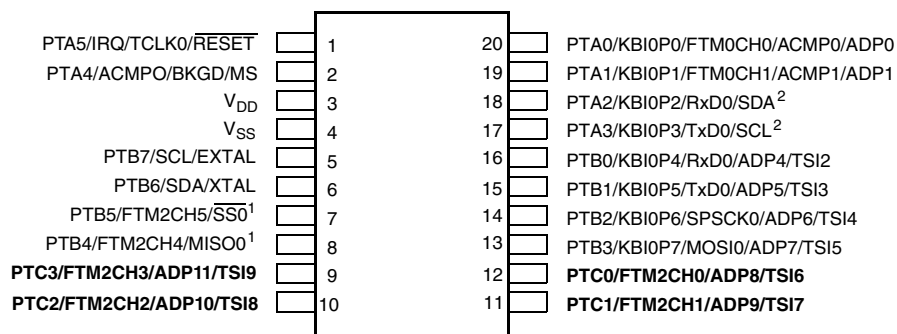 PTA5/IRQ/TCLK0/RESET 1 20 PTA0/KBI0P0/FTM0CH0/ACMP0/ADP0
PTA4/ACMPO/BKGD/MS 2 19 PTA1/KBI0P1/FTM0CH1/ACMP1/ADP1
VDD 3 18 PTA2/KBI0P2/RxD0/SDA2
VSS 4 17 PTA3/KBI0P3/TxD0/SCL2
PTB7/SCL/EXTAL 5 16 PTB0/KBI0P4/RxD0/ADP4/TSI2
PTB6/SDA/XTAL 6 15 PTB1/KBI0P5/TxD0/ADP5/TSI3
PTB5/FTM2CH5/SS01 7 14 PTB2/KBI0P6/SPSCK0/ADP6/TSI4
PTB4/FTM2CH4/MISO01 8 13 PTB3/KBI0P7/MOSI0/ADP7/TSI5
PTC3/FTM2CH3/ADP11/TSI9 9 12 PTC0/FTM2CH0/ADP8/TSI6
PTC2/FTM2CH2/ADP10/TSI8 10 11 PTC1/FTM2CH1/ADP9/TSI7